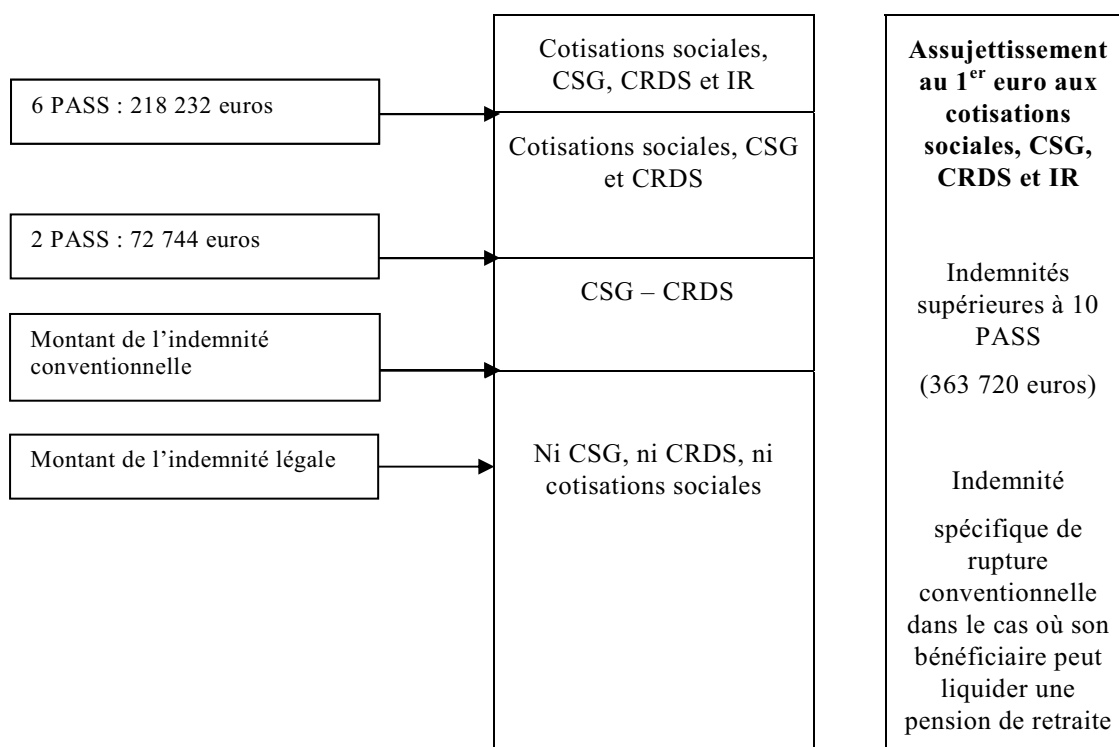 6 PASS : 218 232 euros
2 PASS : 72 744 euros
Montant de l’indemnité
conventionnelle
Montant de l’indemnité légale
Cotisations sociales,
CSG, CRDS et IR
Cotisations sociales, CSG
et CRDS
CSG – CRDS
Ni CSG, ni CRDS, ni
cotisations sociales
Assujettissement
au 1er euro aux
cotisations
sociales, CSG,
CRDS et IR
Indemnités
supérieures à 10
PASS
(363 720 euros)
Indemnité
spécifique de
rupture
conventionnelle
dans le cas où son
bénéficiaire peut
liquider une
pension de retraite